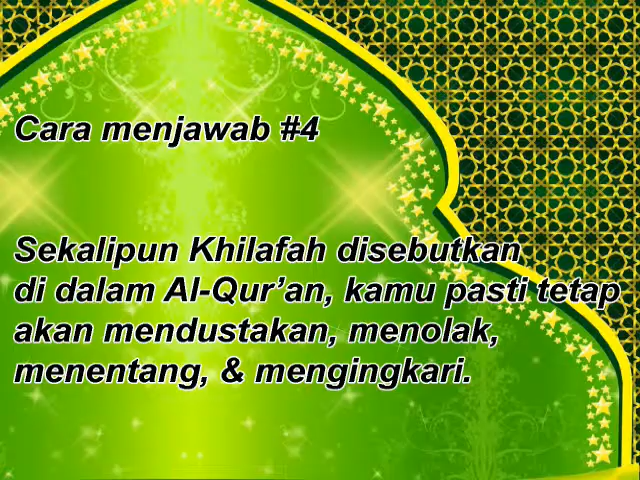 Cara menjawab #4
Sekalipun Khilafah disebutkan
di dalam Al-Qur’an, kamu pasti tetap
akan mendustakan, menolak,
menentang, & mengingkari.